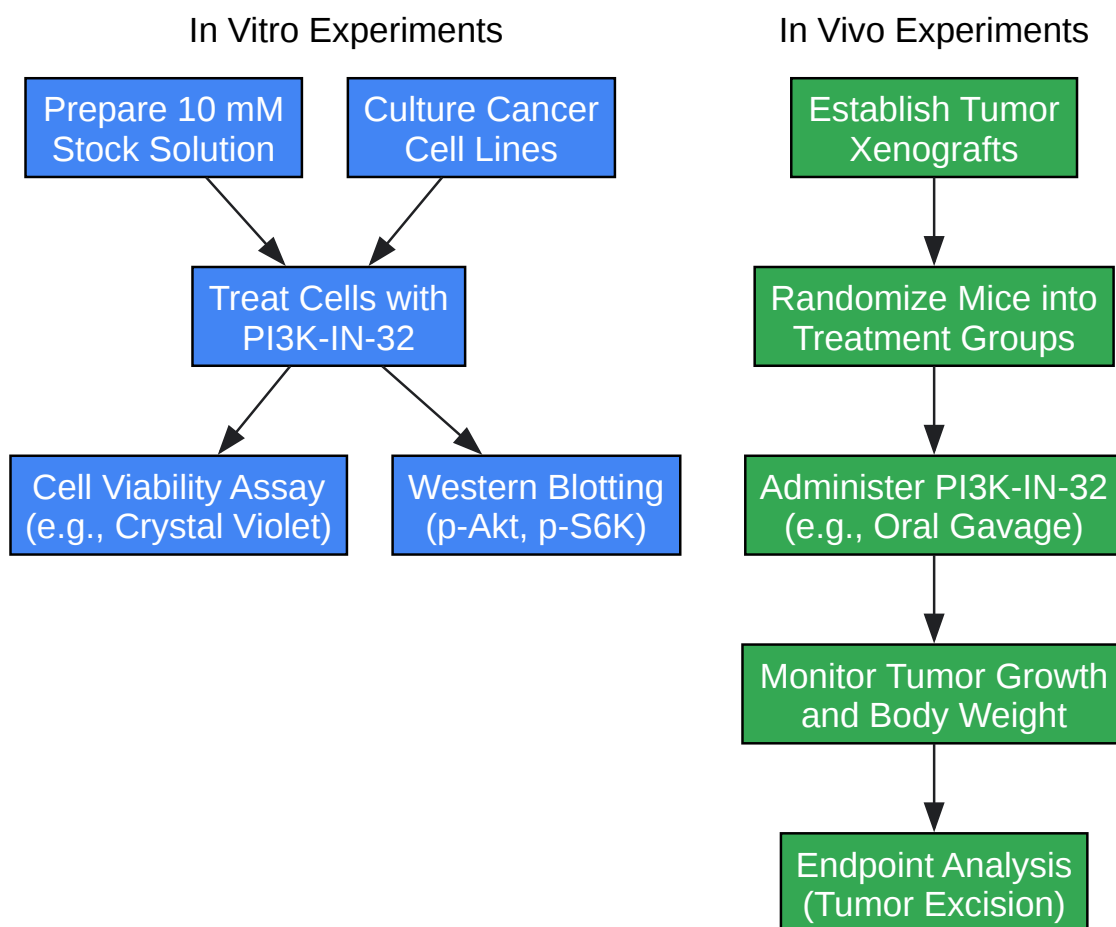 In Vitro Experiments
Prepare 10 mM
Stock Solution
Culture Cancer
Cell Lines
Treat Cells with
PI3K-IN-32
Cell Viability Assay
(e.g., Crystal Violet)
Western Blotting
(p-Akt, p-S6K)
In Vivo Experiments
Establish Tumor
Xenografts
Randomize Mice into
Treatment Groups
Administer PI3K-IN-32
(e.g., Oral Gavage)
Monitor Tumor Growth
and Body Weight
Endpoint Analysis
(Tumor Excision)